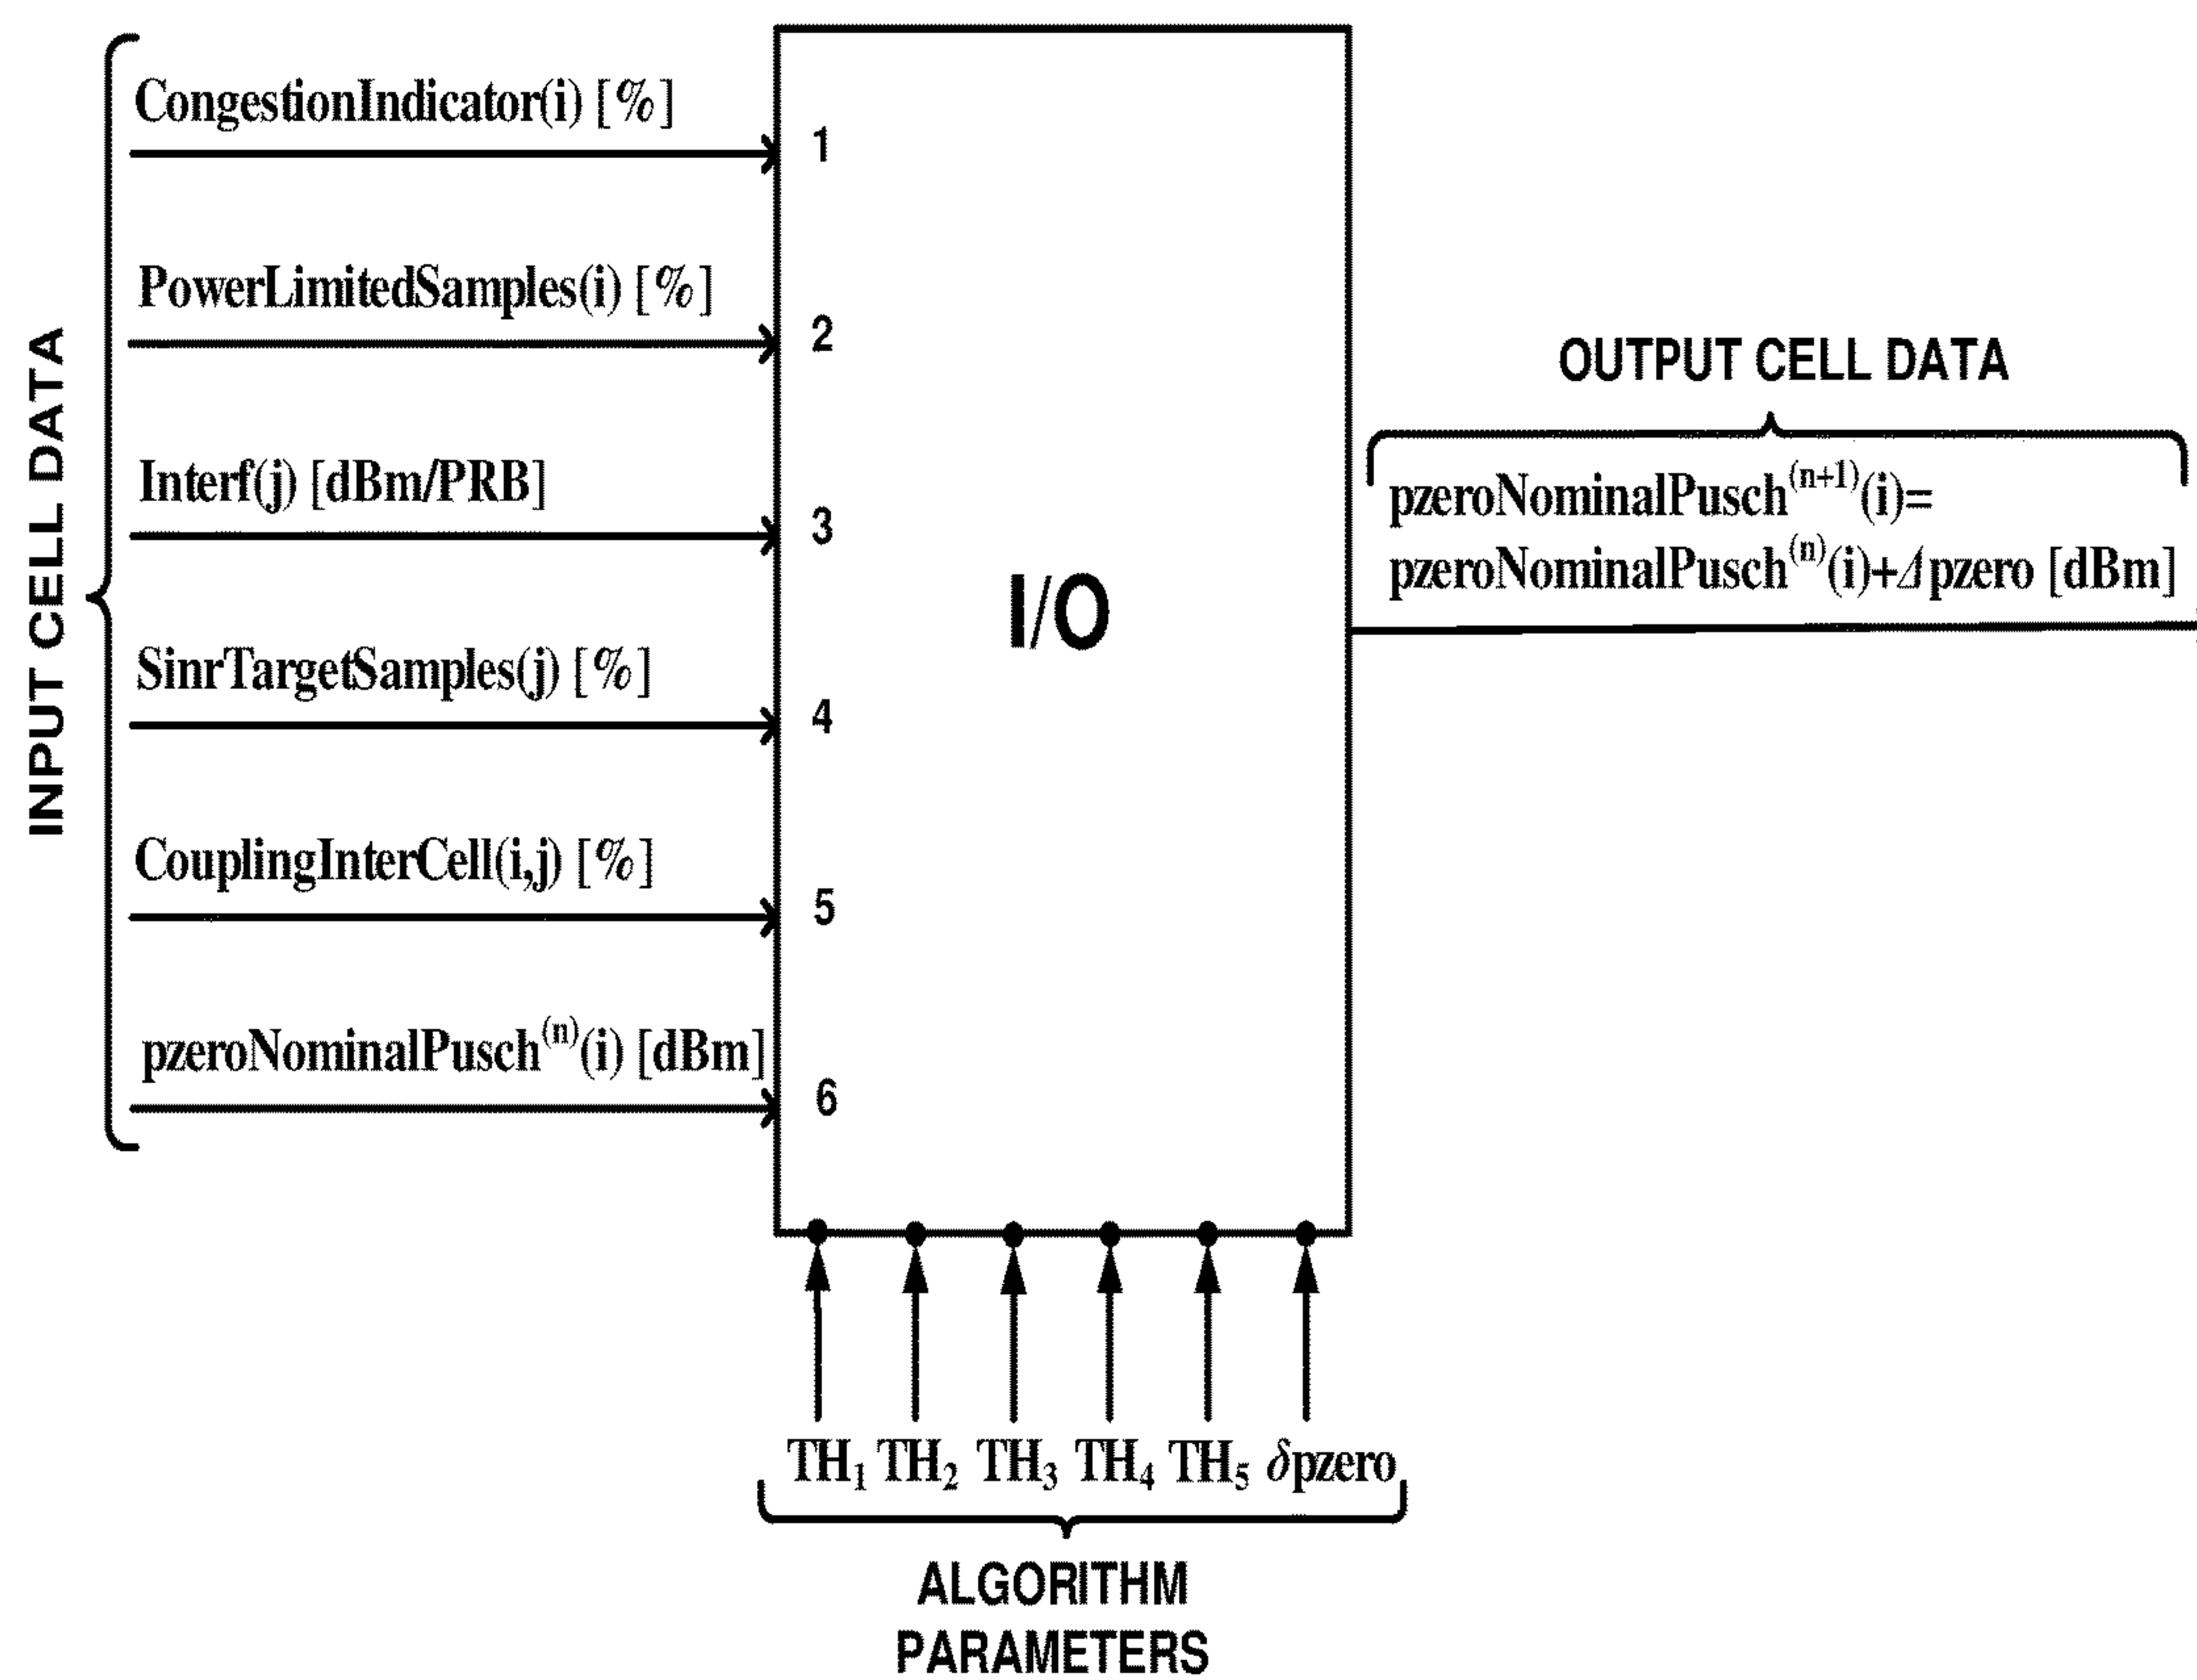 INPUT CELL DATA
CongestionIndicator(i) [%]
1
PowerLimitedSamples(i) [%]
2
Interf(j) [dBm/PRB]
3
SinrTargetSamples(j) [%]
4
CouplingInterCell(i,j) [%]
5
pzeroNominalPusch⁽ⁿ⁾(i) [dBm]
6
I/O
OUTPUT CELL DATA
pzeroNominalPusch⁽ⁿ⁺¹⁾(i)=
pzeroNominalPusch⁽ⁿ⁾(i)+Δpzero [dBm]
TH₁ TH₂ TH₃ TH₄ TH₅ δpzero
ALGORITHM
PARAMETERS